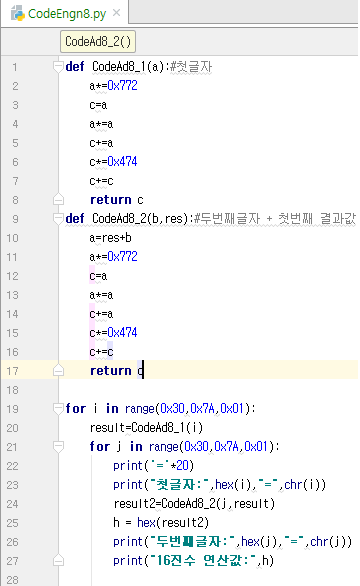 CodeEngn8.py ×
CodeAd8_2()
1 def CodeAd8_1(a):#첫글자
2 a*=0x772
3 c=a
4 a*=a
5 c+=a
6 c*=0x474
7 c+=c
8 return c
9 def CodeAd8_2(b,res):#두번째글자 + 첫번째 결과값
10 a=res+b
11 a*=0x772
12 c=a
13 a*=a
14 c+=a
15 c*=0x474
16 c+=c
17 return c
18
19 for i in range(0x30,0x7A,0x01):
20 result=CodeAd8_1(i)
21 for j in range(0x30,0x7A,0x01):
22 print('='*20)
23 print("첫글자:",hex(i),"=",chr(i))
24 result2=CodeAd8_2(j,result)
25 h = hex(result2)
26 print("두번째글자:",hex(j),"=",chr(j))
27 print("16진수 연산값:",h)